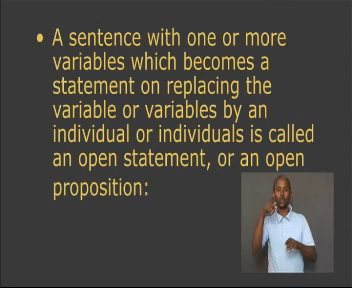 • A sentence with one or more
variables which becomes a
statement on replacing the
variable or variables by an
individual or individuals is called
an open statement, or an open
proposition: